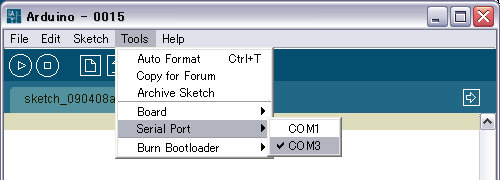 Arduino - 0015
File Edit Sketch Tools Help
Auto Format Ctrl+T
Copy for Forum
Archive Sketch
sketch_090408a
Board
Serial Port
COM1
COM3
Burn Bootloader